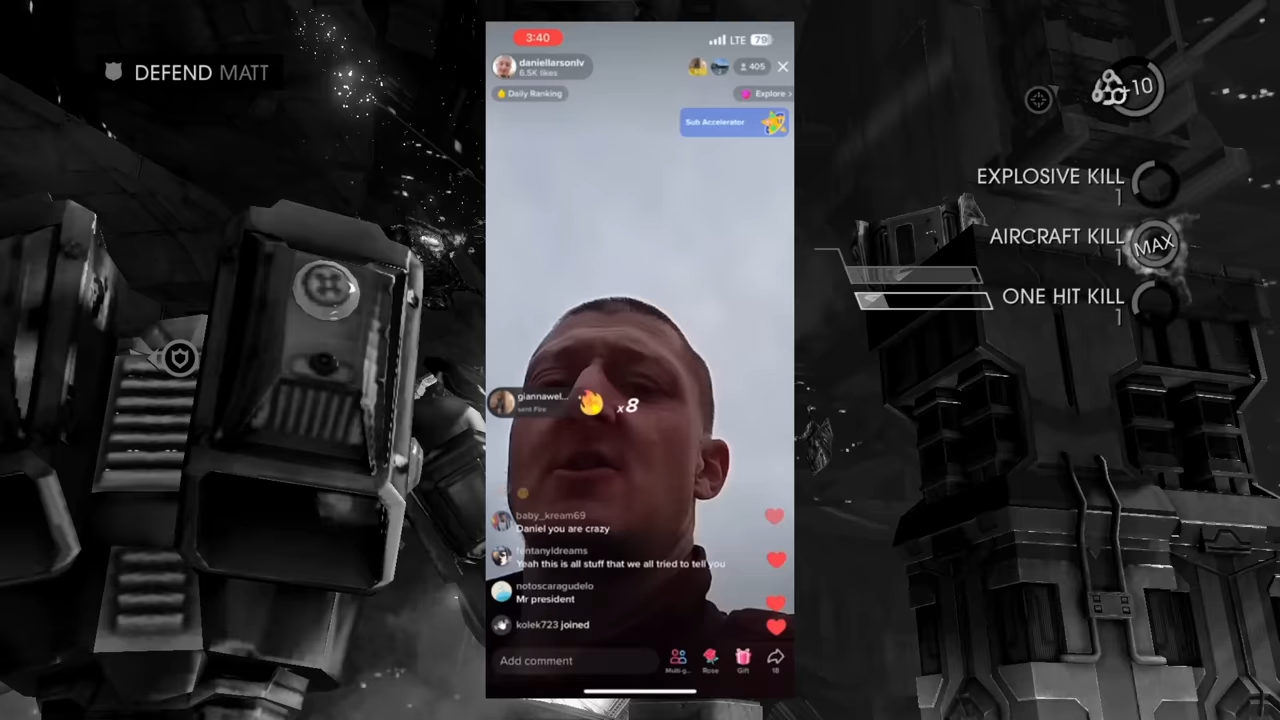 DEFEND MATT
3:40
LTE 79
daniellarsonlv
6.5K likes
405
Daily Ranking
Explore
Sub Accelerator
+10
EXPLOSIVE KILL
1
AIRCRAFT KILL
1
MAX
ONE HIT KILL
1
giannawel...
sent Fire
x8
baby_kream69
Daniel you are crazy
fentanyldreams
Yeah this is all stuff that we all tried to tell you
notoscaragudelo
Mr president
kolek723 joined
Add comment
Multi-g...
Rose
Gift
18